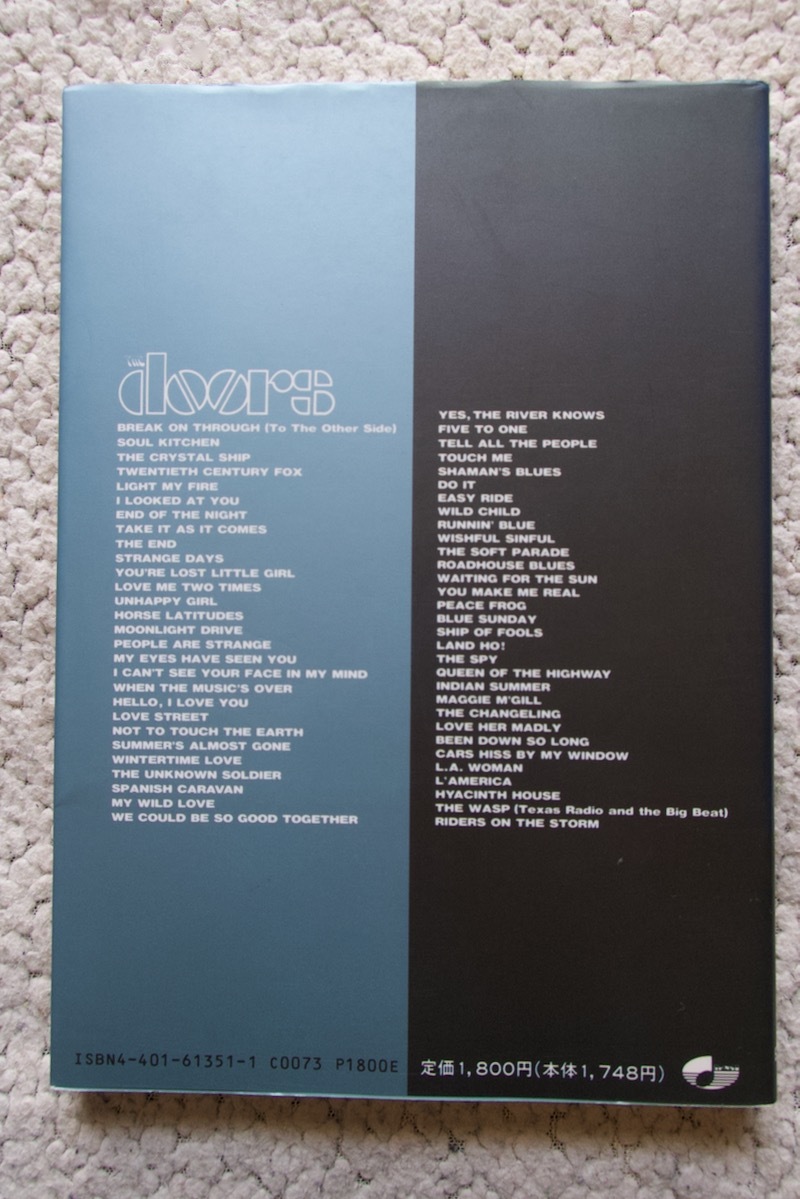 THE
doors
BREAK ON THROUGH (To The Other Side)
SOUL KITCHEN
THE CRYSTAL SHIP
TWENTIETH CENTURY FOX
LIGHT MY FIRE
I LOOKED AT YOU
END OF THE NIGHT
TAKE IT AS IT COMES
THE END
STRANGE DAYS
YOU'RE LOST LITTLE GIRL
LOVE ME TWO TIMES
UNHAPPY GIRL
HORSE LATITUDES
MOONLIGHT DRIVE
PEOPLE ARE STRANGE
MY EYES HAVE SEEN YOU
I CAN'T SEE YOUR FACE IN MY MIND
WHEN THE MUSIC'S OVER
HELLO, I LOVE YOU
LOVE STREET
NOT TO TOUCH THE EARTH
SUMMER'S ALMOST GONE
WINTERTIME LOVE
THE UNKNOWN SOLDIER
SPANISH CARAVAN
MY WILD LOVE
WE COULD BE SO GOOD TOGETHER
YES, THE RIVER KNOWS
FIVE TO ONE
TELL ALL THE PEOPLE
TOUCH ME
SHAMAN'S BLUES
DO IT
EASY RIDE
WILD CHILD
RUNNIN' BLUE
WISHFUL SINFUL
THE SOFT PARADE
ROADHOUSE BLUES
WAITING FOR THE SUN
YOU MAKE ME REAL
PEACE FROG
BLUE SUNDAY
SHIP OF FOOLS
LAND HO!
THE SPY
QUEEN OF THE HIGHWAY
INDIAN SUMMER
MAGGIE M'GILL
THE CHANGELING
LOVE HER MADLY
BEEN DOWN SO LONG
CARS HISS BY MY WINDOW
L.A. WOMAN
L'AMERICA
HYACINTH HOUSE
THE WASP (Texas Radio and the Big Beat)
RIDERS ON THE STORM
ISBN4-401-61351-1 C0073 P1800E
定価1,800円(本体1,748円)